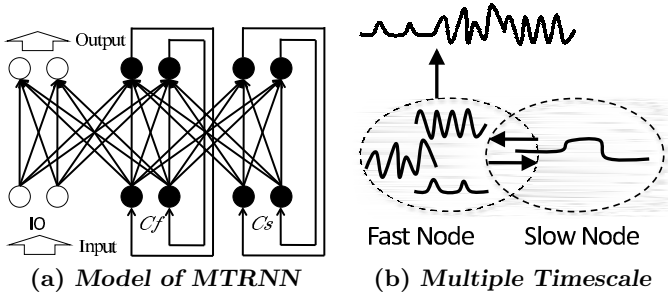 Output
IO
Cf
Cs
Input
Fast Node
Slow Node
(a) Model of MTRNN
(b) Multiple Timescale